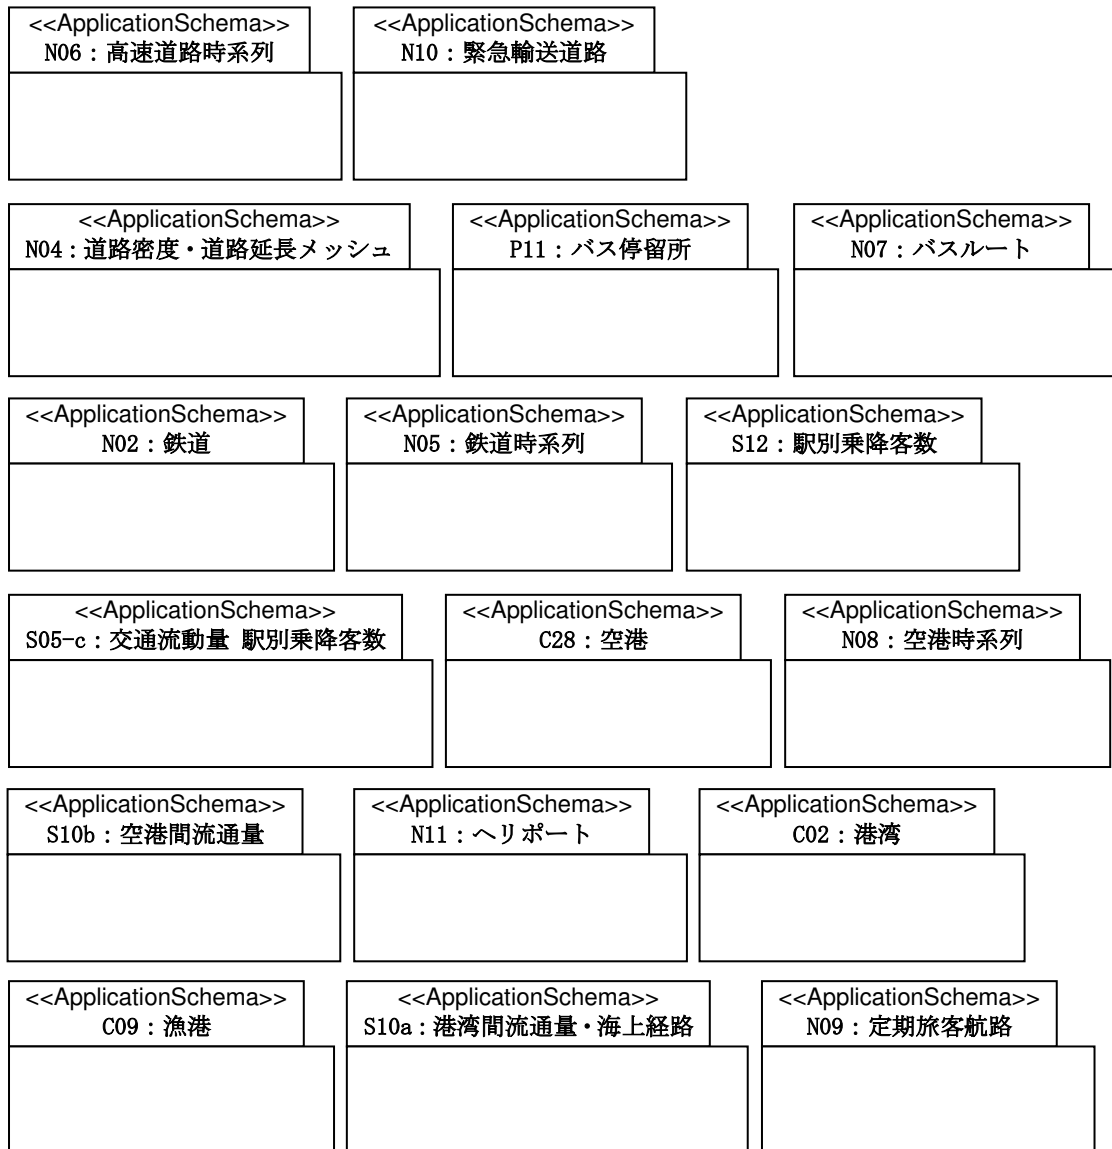 <<ApplicationSchema>>
N06：高速道路時系列
<<ApplicationSchema>>
N10：緊急輸送道路
<<ApplicationSchema>>
N04：道路密度・道路延長メッシュ
<<ApplicationSchema>>
P11：バス停留所
<<ApplicationSchema>>
N07：バスルート
<<ApplicationSchema>>
N02：鉄道
<<ApplicationSchema>>
N05：鉄道時系列
<<ApplicationSchema>>
S12：駅別乗降客数
<<ApplicationSchema>>
S05-c：交通流動量 駅別乗降客数
<<ApplicationSchema>>
C28：空港
<<ApplicationSchema>>
N08：空港時系列
<<ApplicationSchema>>
S10b：空港間流通量
<<ApplicationSchema>>
N11：ヘリポート
<<ApplicationSchema>>
C02：港湾
<<ApplicationSchema>>
C09：漁港
<<ApplicationSchema>>
S10a：港湾間流通量・海上経路
<<ApplicationSchema>>
N09：定期旅客航路